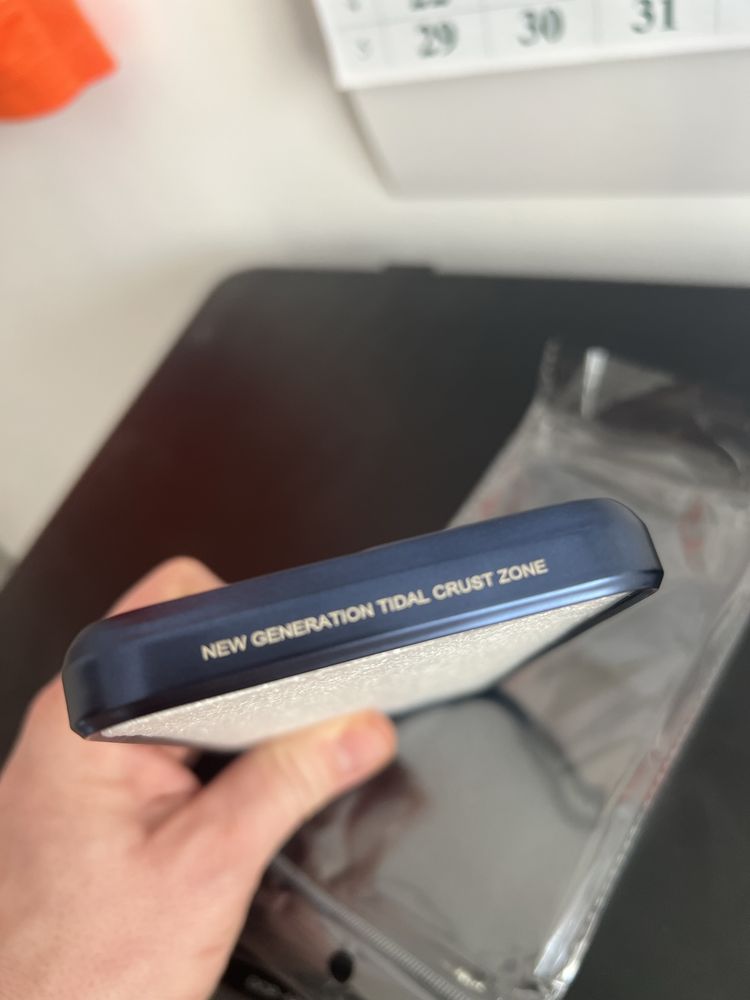 29 30 31
NEW GENERATION TIDAL CRUST ZONE